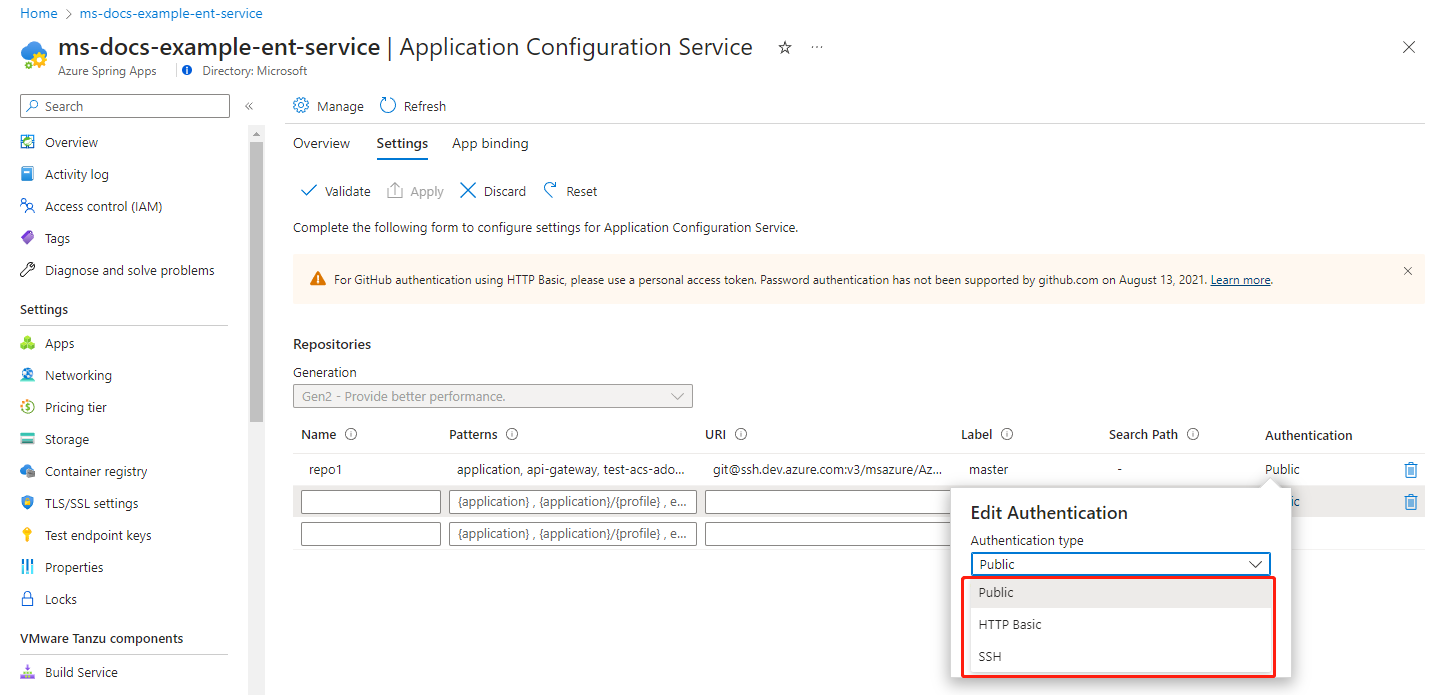 Home > ms-docs-example-ent-service
ms-docs-example-ent-service | Application Configuration Service
Azure Spring Apps
Directory: Microsoft
Search
Overview
Activity log
Access control (IAM)
Tags
Diagnose and solve problems
Settings
Apps
Networking
Pricing tier
Storage
Container registry
TLS/SSL settings
Test endpoint keys
Properties
Locks
VMware Tanzu components
Build Service
Manage Refresh
Overview Settings App binding
Validate Apply Discard Reset
Complete the following form to configure settings for Application Configuration Service.
For GitHub authentication using HTTP Basic, please use a personal access token. Password authentication has not been supported by github.com on August 13, 2021. Learn more.
Repositories
Generation
Gen2 - Provide better performance.
Name Patterns URI Label Search Path Authentication
repo1 application, api-gateway, test-acs-ado... git@ssh.dev.azure.com:v3/msazure/Az... master - Public
{application} , {application}/{profile} , e...
{application} , {application}/{profile} , e...
Edit Authentication
Authentication type
Public
Public
HTTP Basic
SSH